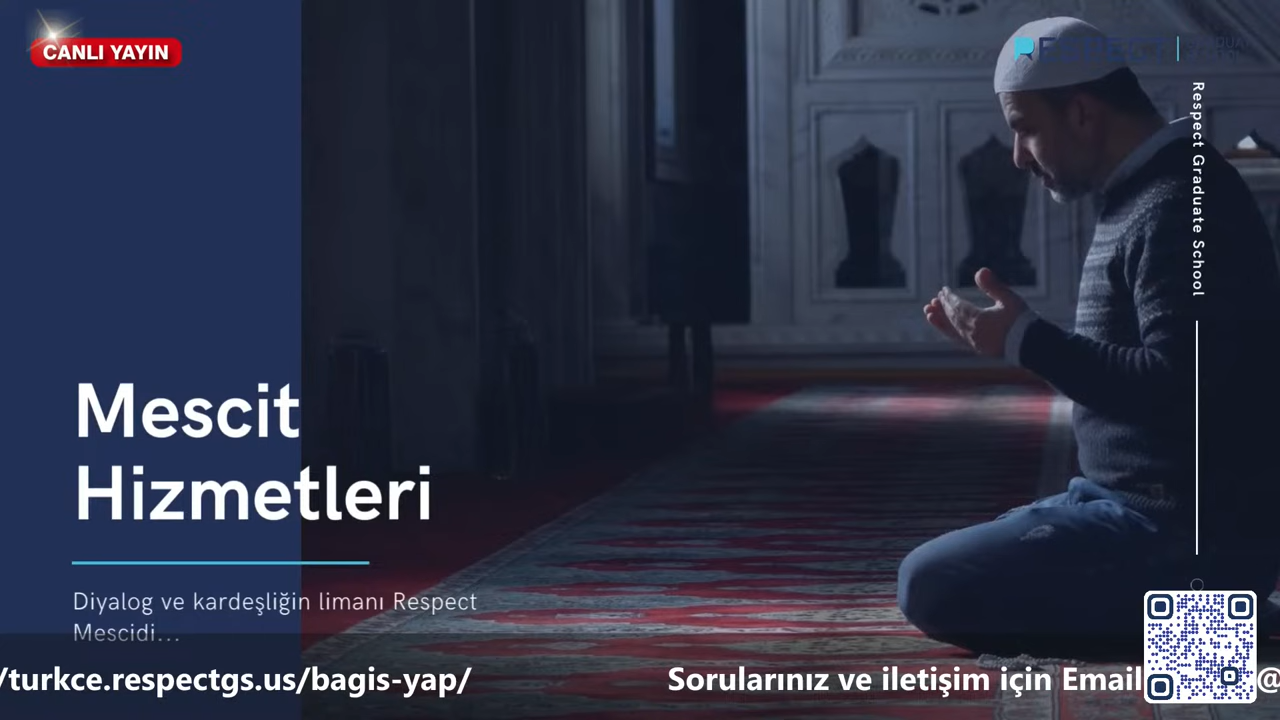 CANLI YAYIN
RESPECT
Respect Graduate School
Mescit
Hizmetleri
Diyalog ve kardeşliğin limanı Respect
Mescidi...
/turkce.respectgs.us/bagis-yap/ Sorularınız ve iletişim için Email